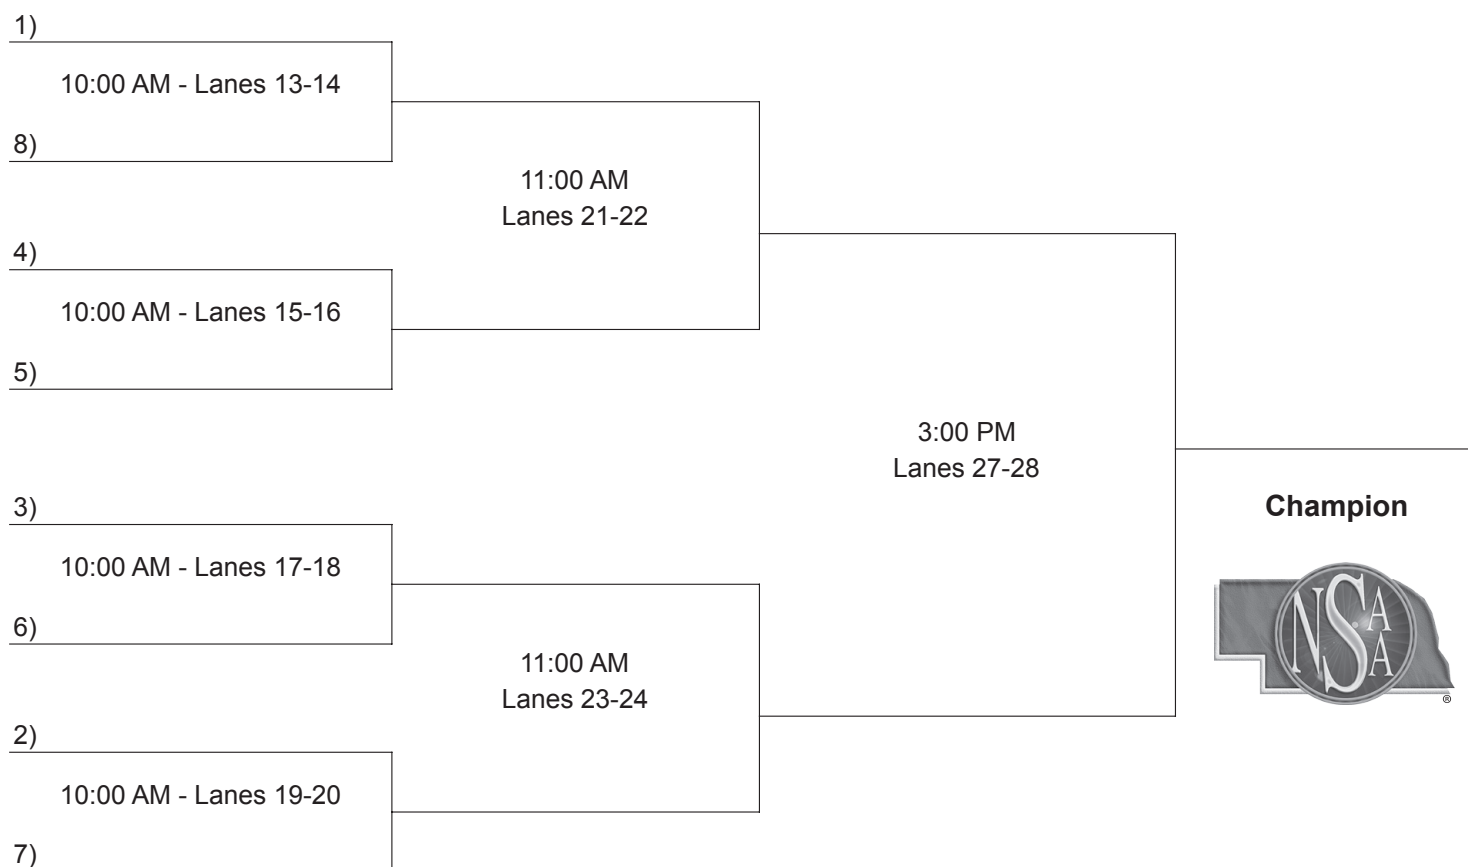 1)
10:00 AM - Lanes 13-14
8)
11:00 AM
Lanes 21-22
4)
10:00 AM - Lanes 15-16
5)
3:00 PM
Lanes 27-28
Champion
3)
10:00 AM - Lanes 17-18
6)
11:00 AM
Lanes 23-24
NSAA
®
2)
10:00 AM - Lanes 19-20
7)